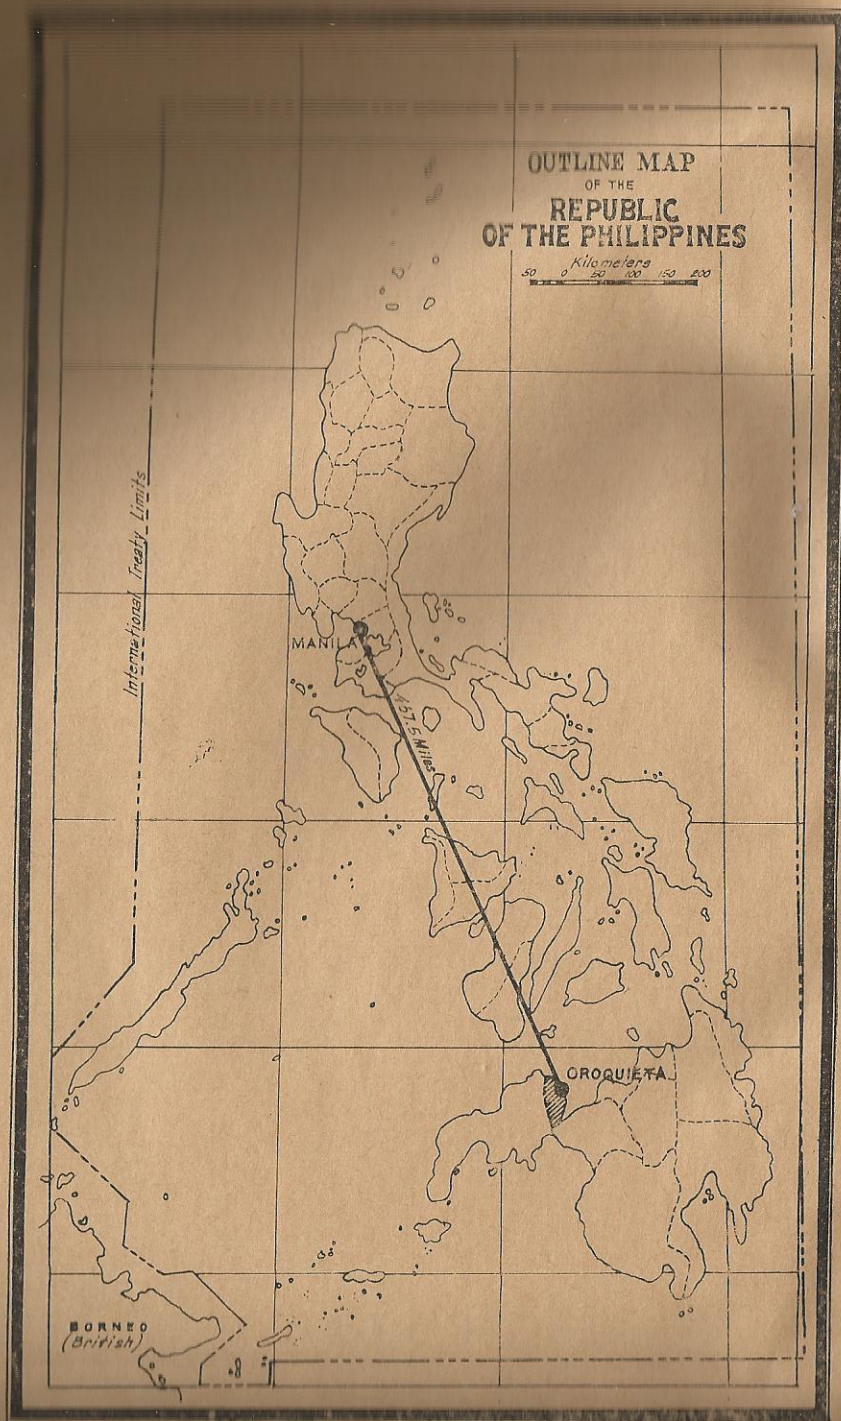 OUTLINE MAP
OF THE
REPUBLIC
OF THE PHILIPPINES
Kilometers
50 0 50 100 150 200
International Treaty Limits
MANILA
457.5 Miles
OROQUIETA
BORNEO
(British)